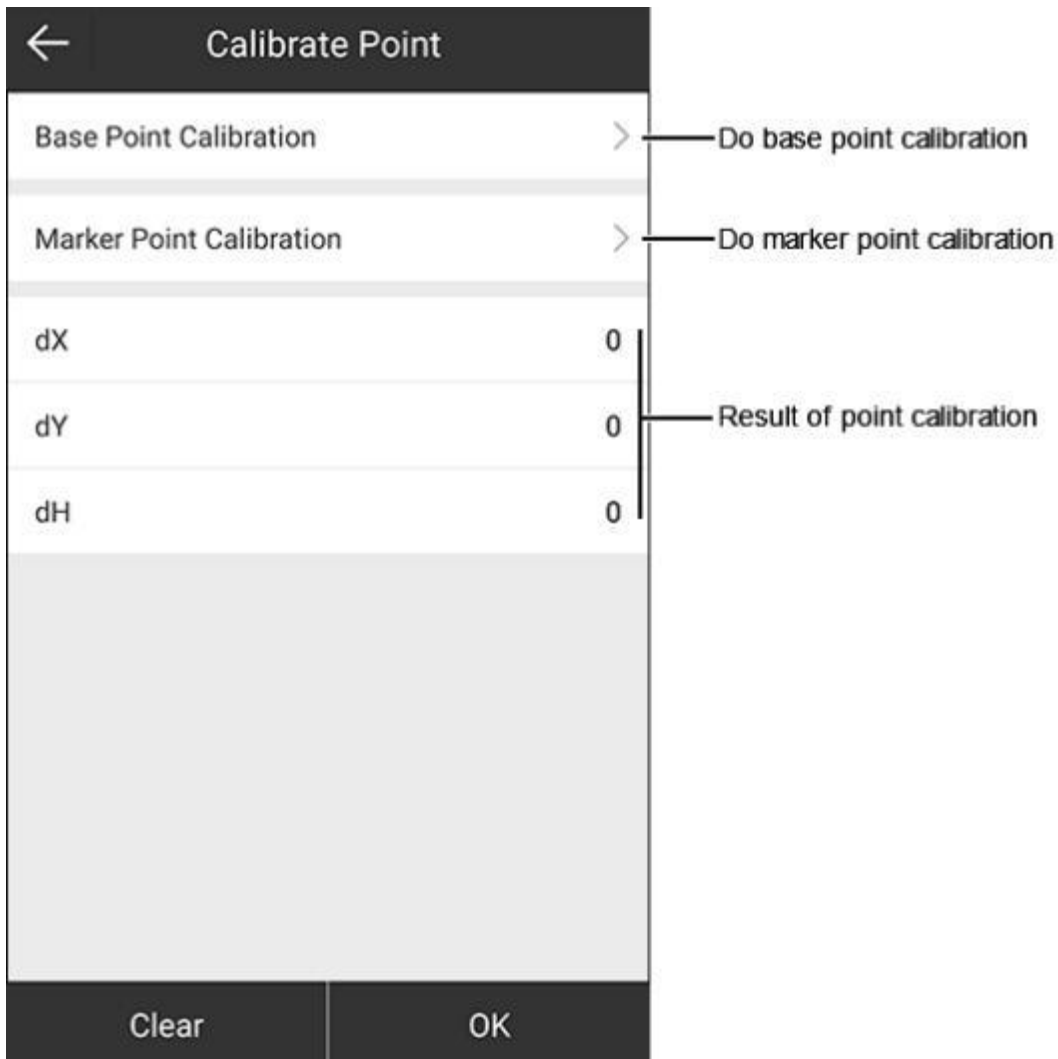 Calibrate Point
Base Point Calibration
Do base point calibration
Marker Point Calibration
Do marker point calibration
dX 0
dY 0
Result of point calibration
dH 0
Clear OK